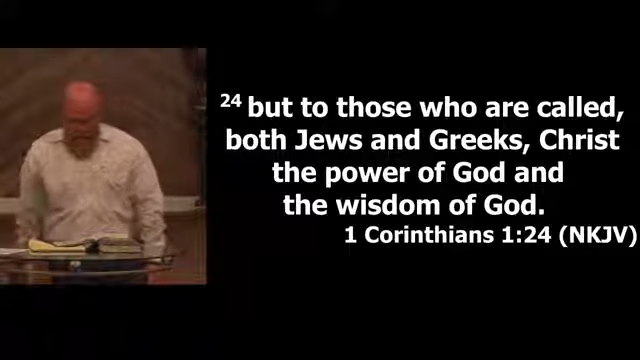 24 but to those who are called,
both Jews and Greeks, Christ
the power of God and
the wisdom of God.
1 Corinthians 1:24 (NKJV)